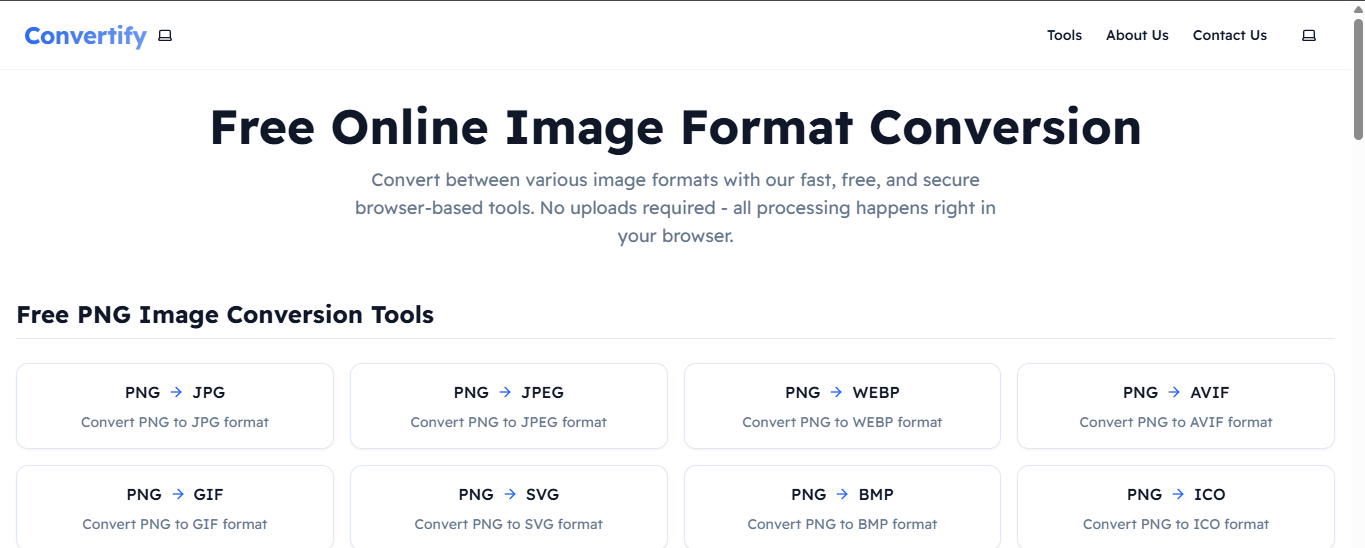 Convertify
Tools About Us Contact Us
Free Online Image Format Conversion
Convert between various image formats with our fast, free, and secure
browser-based tools. No uploads required - all processing happens right in
your browser.
Free PNG Image Conversion Tools
PNG → JPG
Convert PNG to JPG format
PNG → JPEG
Convert PNG to JPEG format
PNG → WEBP
Convert PNG to WEBP format
PNG → AVIF
Convert PNG to AVIF format
PNG → GIF
Convert PNG to GIF format
PNG → SVG
Convert PNG to SVG format
PNG → BMP
Convert PNG to BMP format
PNG → ICO
Convert PNG to ICO format